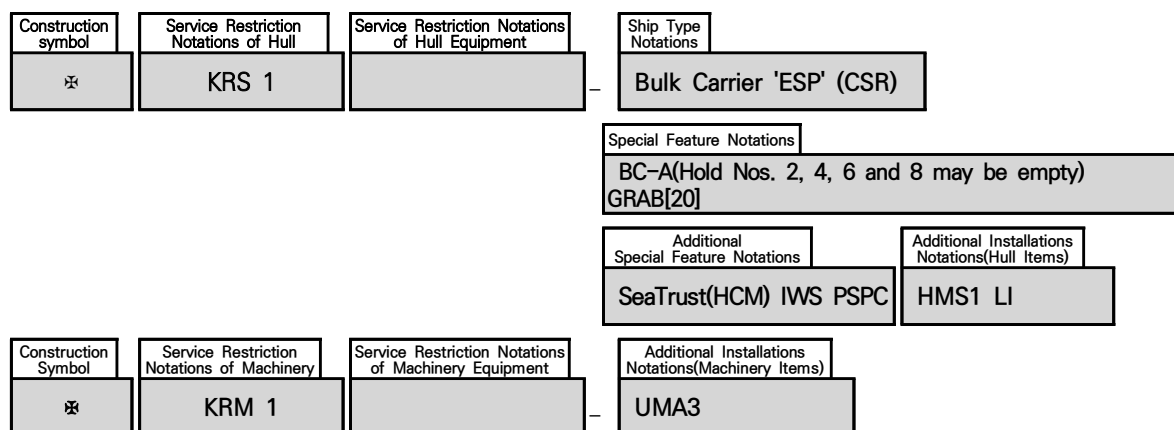 Construction symbol
Service Restriction Notations of Hull
Service Restriction Notations of Hull Equipment
Ship Type Notations
✠ KRS 1 _ Bulk Carrier 'ESP' (CSR)
Special Feature Notations
BC-A(Hold Nos. 2, 4, 6 and 8 may be empty)
GRAB[20]
Additional Special Feature Notations
Additional Installations Notations(Hull Items)
SeaTrust(HCM) IWS PSPC
HMS1 LI
Construction Symbol
Service Restriction Notations of Machinery
Service Restriction Notations of Machinery Equipment
Additional Installations Notations(Machinery Items)
✠ KRM 1 _ UMA3